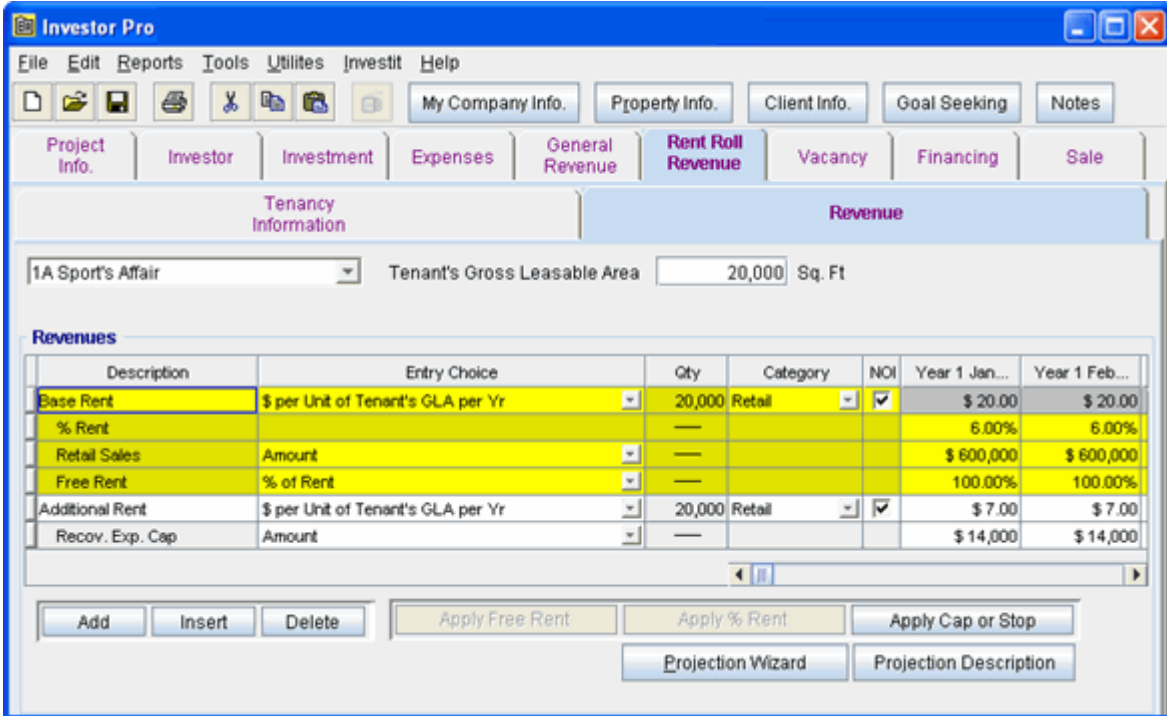 Investor Pro
File Edit Reports Tools Utilites Investit Help
My Company Info. Property Info. Client Info. Goal Seeking Notes
Project Info. Investor Investment Expenses General Revenue Rent Roll Revenue Vacancy Financing Sale
Tenancy Information Revenue
1A Sport's Affair Tenant's Gross Leasable Area 20,000 Sq. Ft
Revenues
Description Entry Choice Qty Category NOI Year 1 Jan... Year 1 Feb...
Base Rent $ per Unit of Tenant's GLA per Yr 20,000 Retail $ 20.00 $ 20.00
% Rent — 6.00% 6.00%
Retail Sales Amount — $ 600,000 $ 600,000
Free Rent % of Rent — 100.00% 100.00%
Additional Rent $ per Unit of Tenant's GLA per Yr 20,000 Retail $ 7.00 $ 7.00
Recov. Exp. Cap Amount — $ 14,000 $ 14,000
Add Insert Delete Apply Free Rent Apply % Rent Apply Cap or Stop
Projection Wizard Projection Description